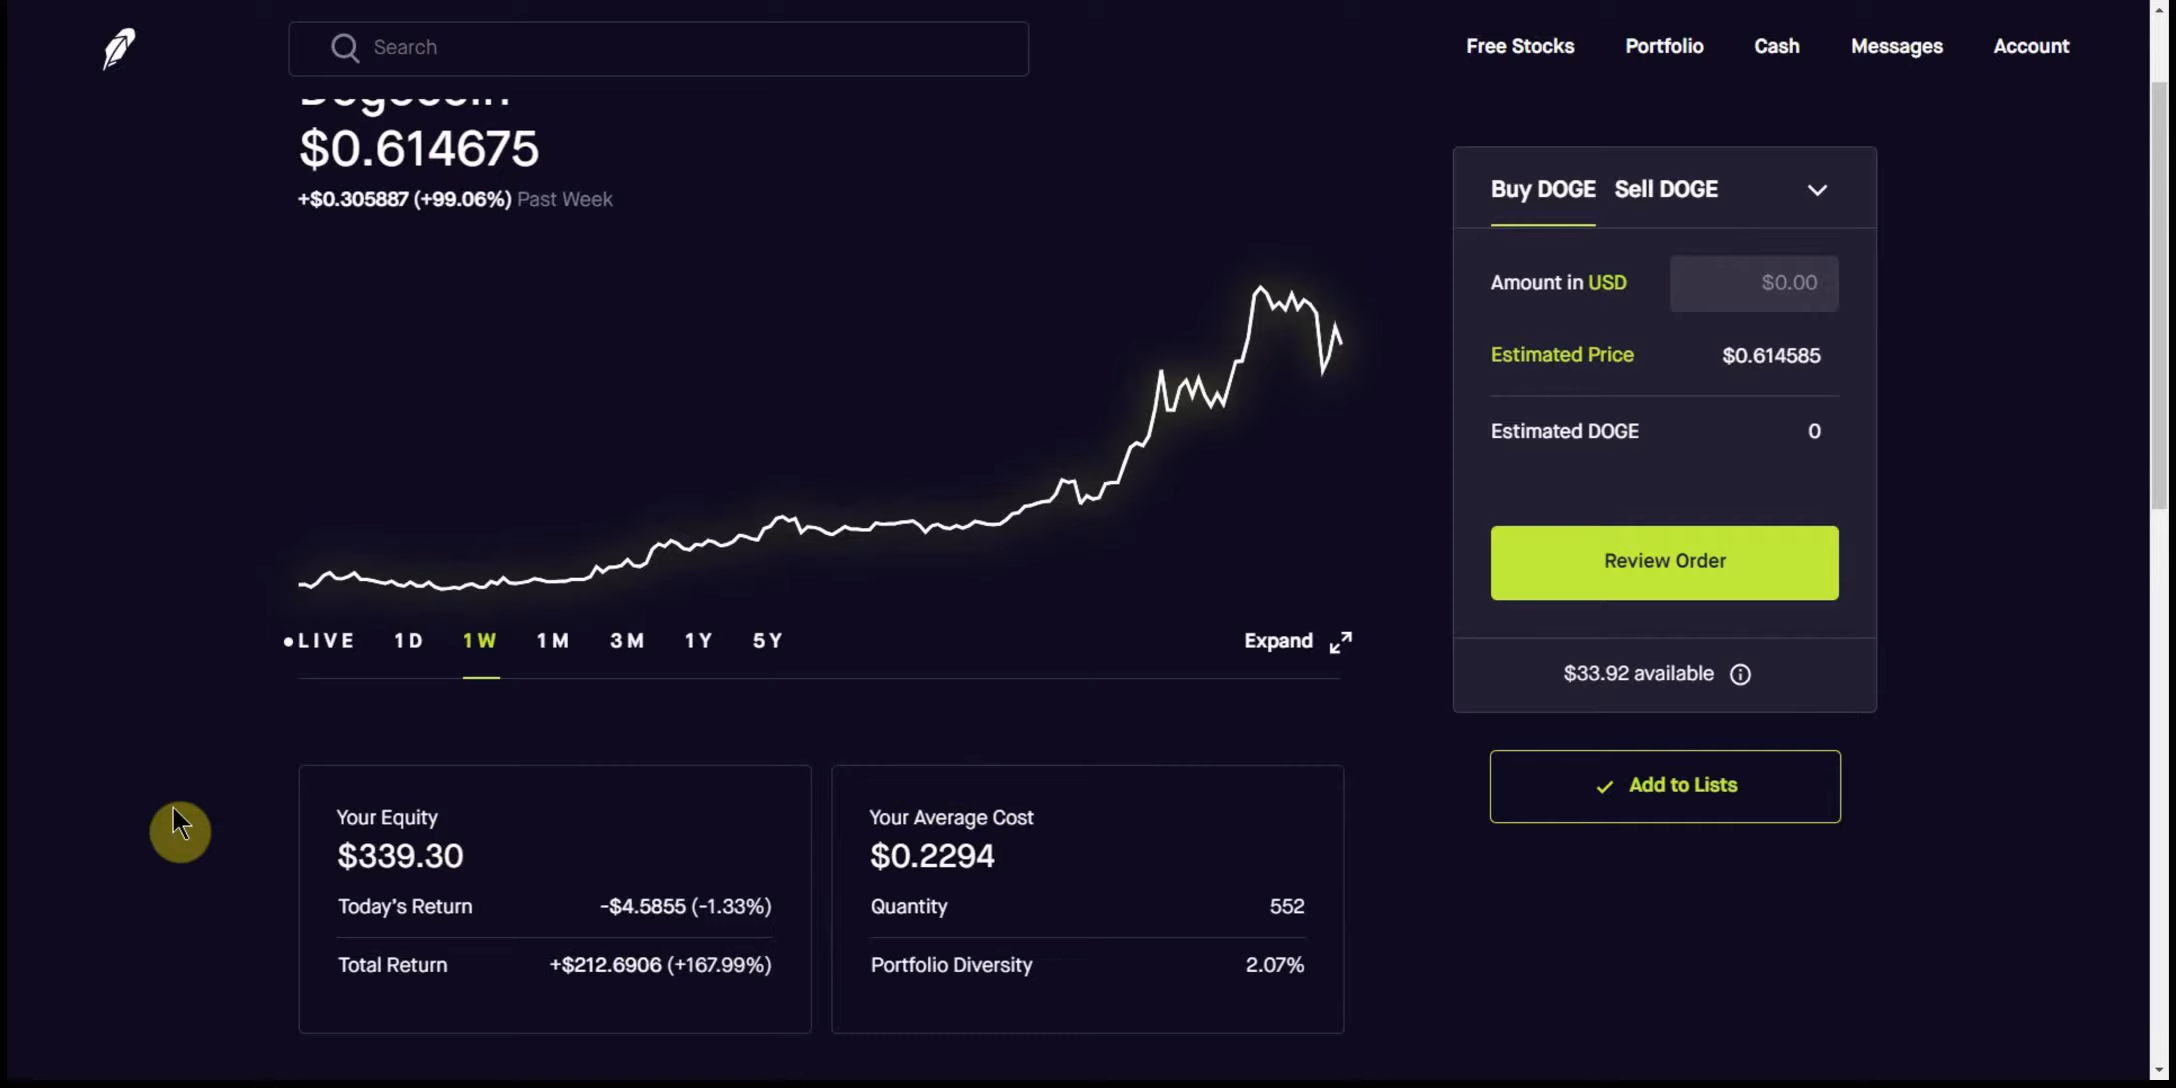 Search
Free Stocks Portfolio Cash Messages Account
Dogecoin
$0.614675
+$0.305887 (+99.06%) Past Week
Buy DOGE Sell DOGE
Amount in USD $0.00
Estimated Price $0.614585
Estimated DOGE 0
Review Order
$33.92 available
Add to Lists
LIVE 1D 1W 1M 3M 1Y 5Y Expand
Your Equity
$339.30
Today's Return -$4.5855 (-1.33%)
Total Return +$212.6906 (+167.99%)
Your Average Cost
$0.2294
Quantity 552
Portfolio Diversity 2.07%